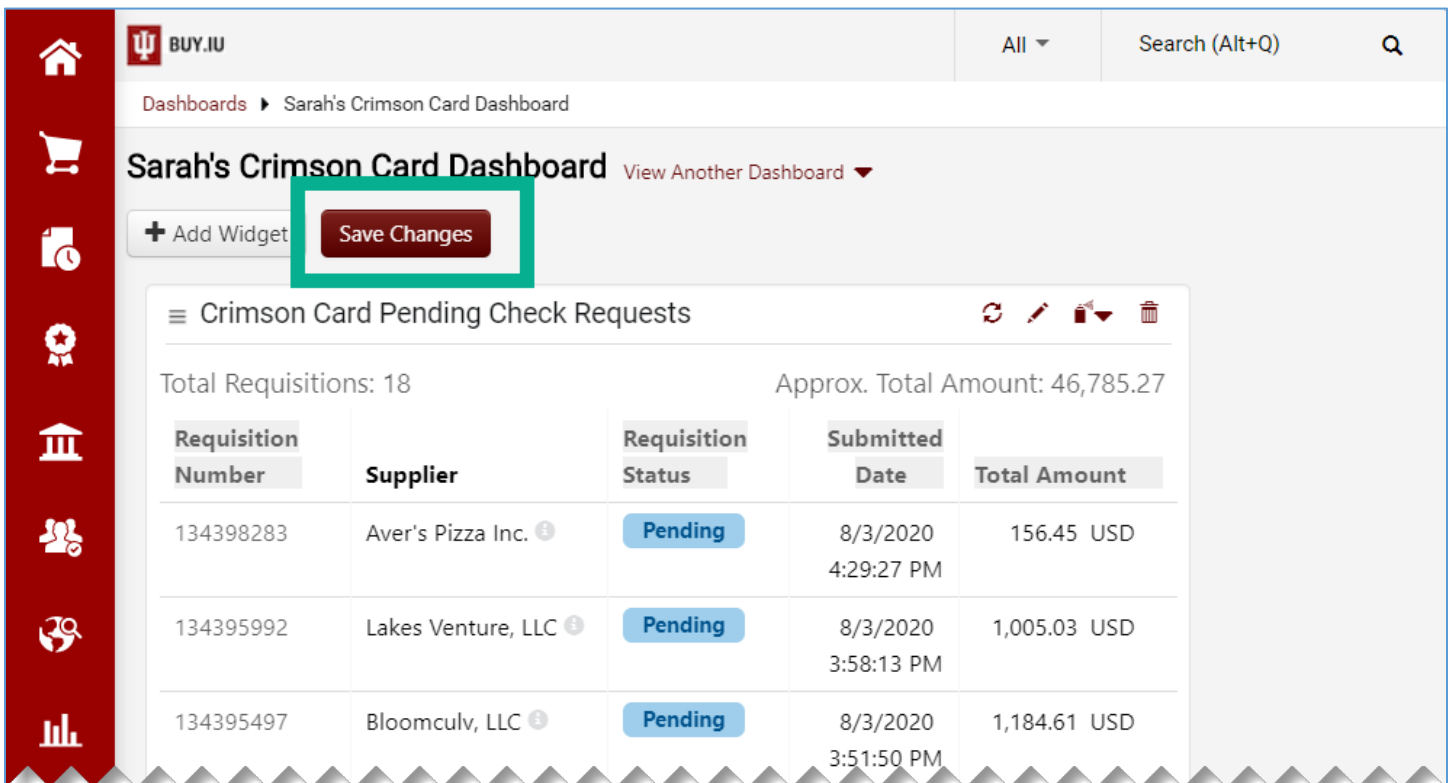 BUY.IU
All
Search (Alt+Q)
Dashboards Sarah's Crimson Card Dashboard
Sarah's Crimson Card Dashboard View Another Dashboard
Add Widget Save Changes
Crimson Card Pending Check Requests
Total Requisitions: 18 Approx. Total Amount: 46,785.27
Requisition Number Supplier Requisition Status Submitted Date Total Amount
134398283 Aver's Pizza Inc. Pending 8/3/2020 4:29:27 PM 156.45 USD
134395992 Lakes Venture, LLC Pending 8/3/2020 3:58:13 PM 1,005.03 USD
134395497 Bloomculv, LLC Pending 8/3/2020 3:51:50 PM 1,184.61 USD